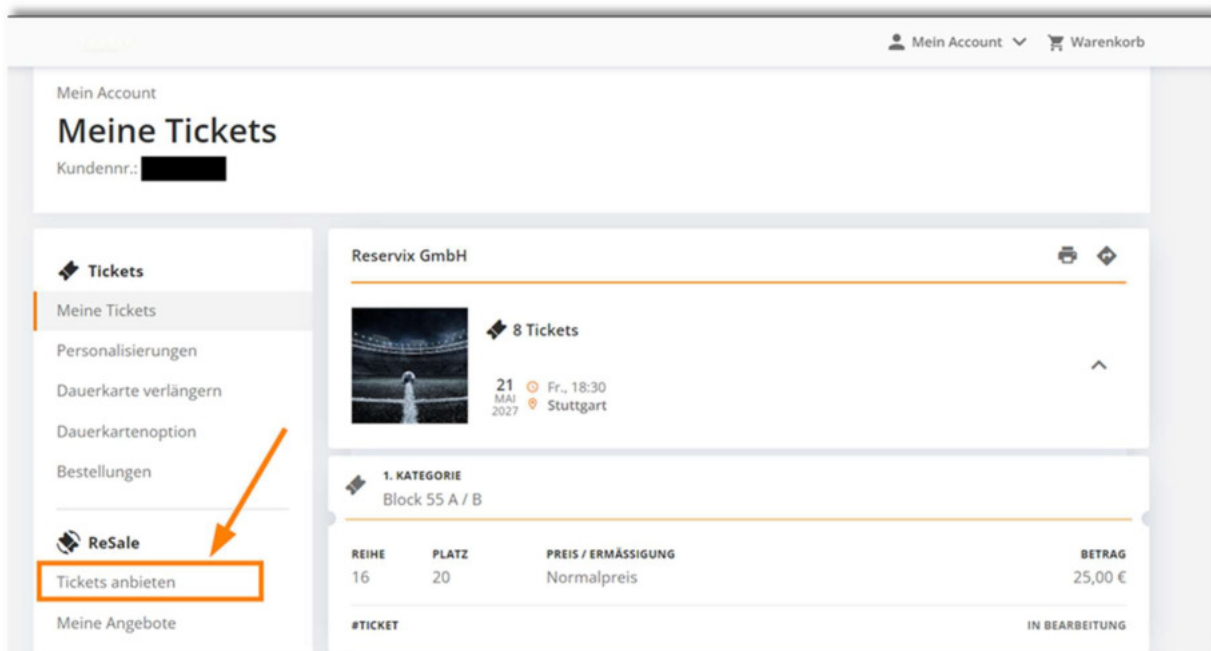 Mein Account
Warenkorb
Mein Account
Meine Tickets
Kundennr.:
Tickets
Meine Tickets
Personalisierungen
Dauerkarte verlängern
Dauerkartenoption
Bestellungen
ReSale
Tickets anbieten
Meine Angebote
Reservix GmbH
8 Tickets
21 MAI 2027
Fr., 18:30
Stuttgart
1. KATEGORIE
Block 55 A / B
REIHE PLATZ PREIS / ERMÄSSIGUNG BETRAG
16 20 Normalpreis 25,00 €
#TICKET IN BEARBEITUNG